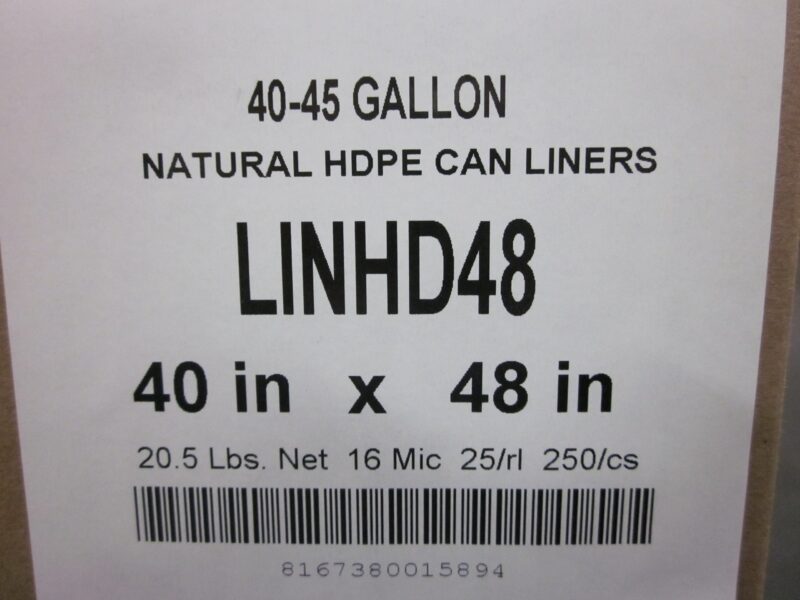 40-45 GALLON
NATURAL HDPE CAN LINERS
LINHD48
40 in x 48 in
20.5 Lbs. Net 16 Mic 25/rl 250/cs
8167380015894